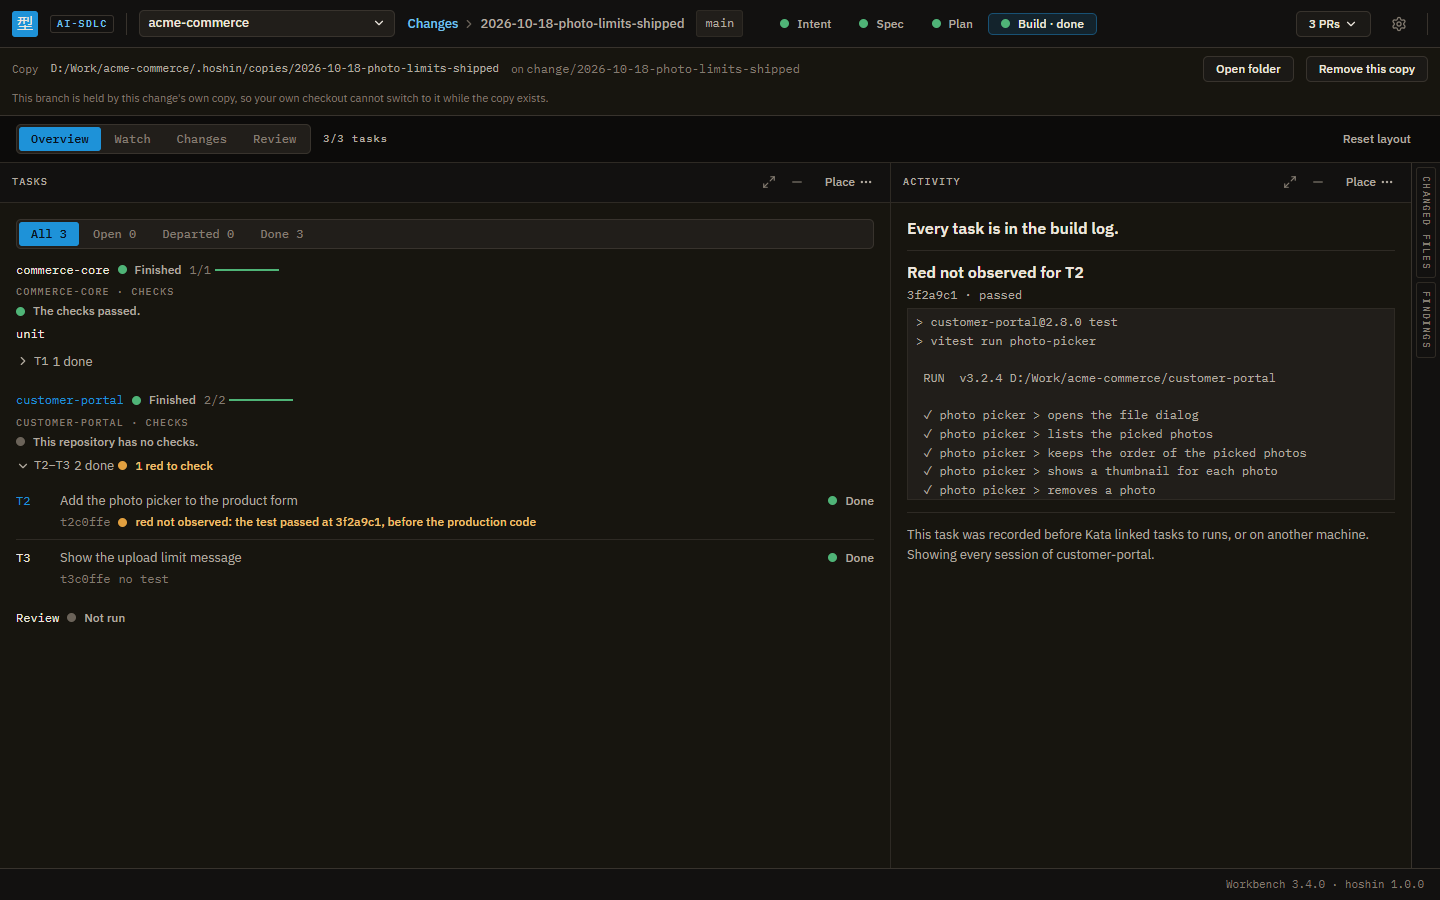 型 AI-SDLC acme-commerce Changes 2026-10-18-photo-limits-shipped main Intent Spec Plan Build · done 3 PRs
Copy D:/Work/acme-commerce/.hoshin/copies/2026-10-18-photo-limits-shipped on change/2026-10-18-photo-limits-shipped Open folder Remove this copy
This branch is held by this change's own copy, so your own checkout cannot switch to it while the copy exists.
Overview Watch Changes Review 3/3 tasks Reset layout
TASKS Place ···
All 3 Open 0 Departed 0 Done 3
commerce-core Finished 1/1
COMMERCE-CORE · CHECKS
The checks passed.
unit
T1 1 done
customer-portal Finished 2/2
CUSTOMER-PORTAL · CHECKS
This repository has no checks.
T2–T3 2 done 1 red to check
T2 Add the photo picker to the product form Done
t2c0ffe red not observed: the test passed at 3f2a9c1, before the production code
T3 Show the upload limit message Done
t3c0ffe no test
Review Not run
ACTIVITY Place ···
Every task is in the build log.
Red not observed for T2
3f2a9c1 · passed
> customer-portal@2.8.0 test
> vitest run photo-picker
RUN v3.2.4 D:/Work/acme-commerce/customer-portal
✓ photo picker > opens the file dialog
✓ photo picker > lists the picked photos
✓ photo picker > keeps the order of the picked photos
✓ photo picker > shows a thumbnail for each photo
✓ photo picker > removes a photo
This task was recorded before Kata linked tasks to runs, or on another machine.
Showing every session of customer-portal.
CHANGED FILES
FINDINGS
Workbench 3.4.0 · hoshin 1.0.0